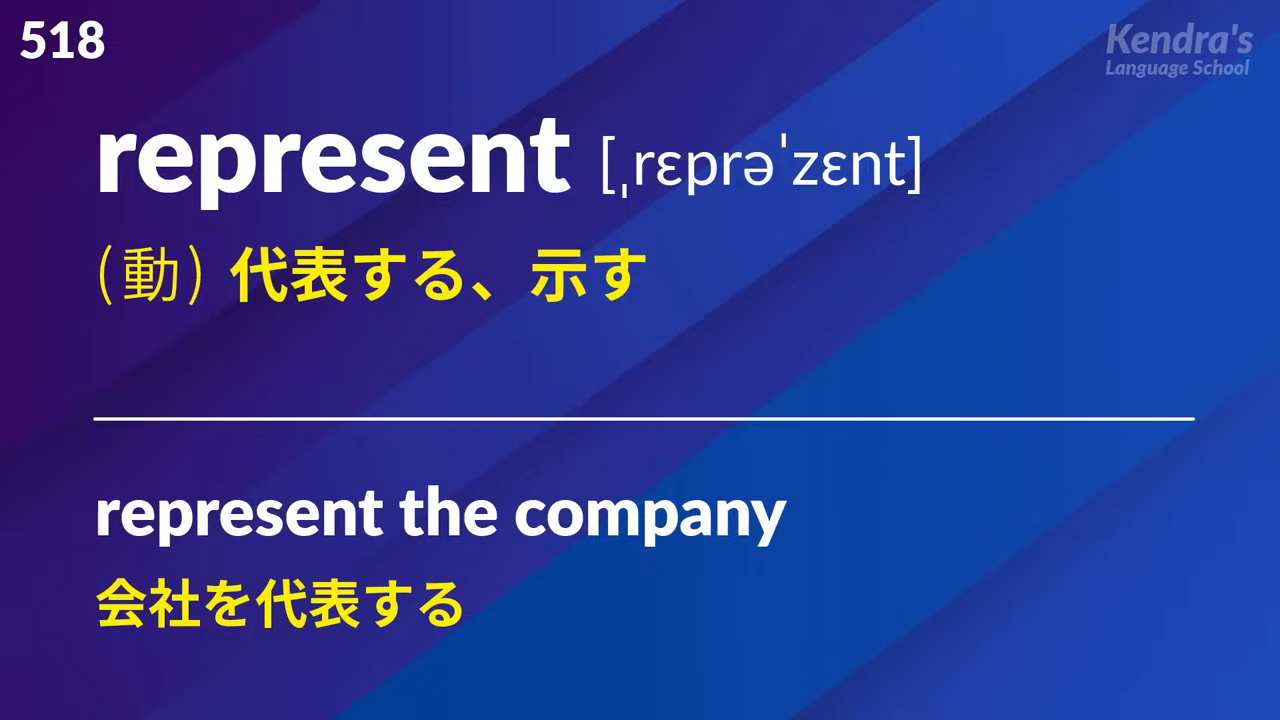 518
Kendra's
Language School
represent [ˌrɛprəˈzɛnt]
(動) 代表する、示す
represent the company
会社を代表する